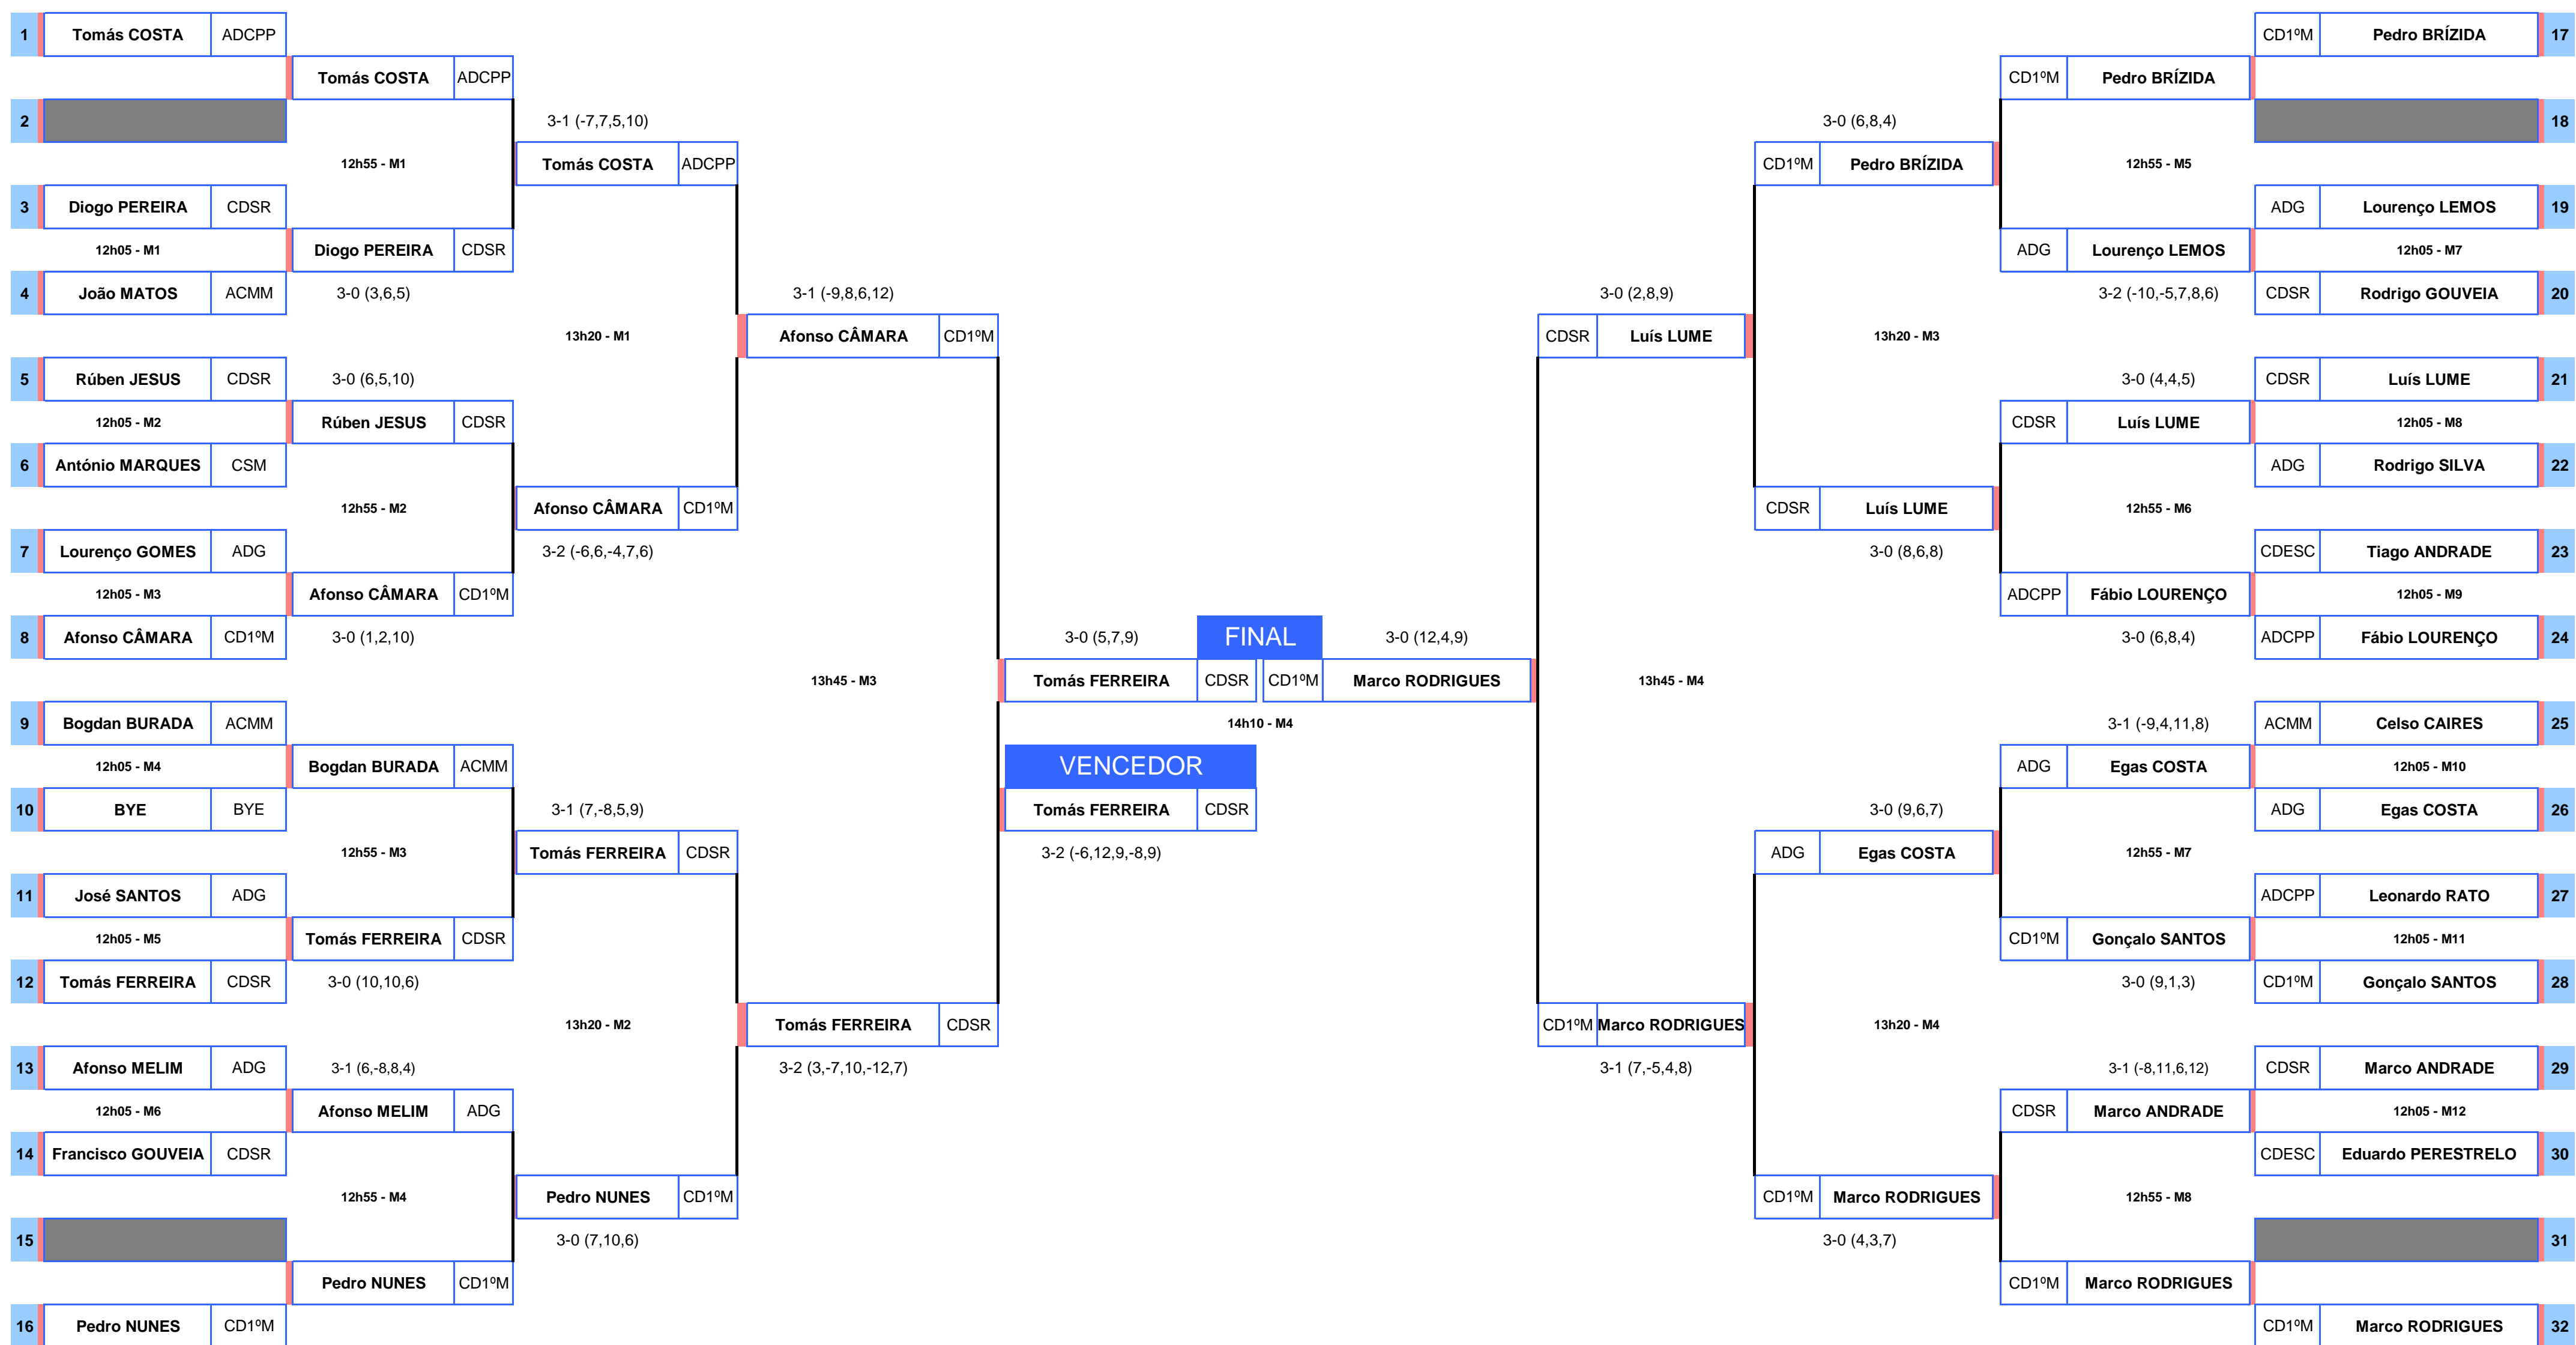 1 Tomás COSTA ADCPP CD1ºM Pedro BRÍZIDA 17
Tomás COSTA ADCPP CD1ºM Pedro BRÍZIDA
2 3-1 (-7,7,5,10) 3-0 (6,8,4) 18
12h55 - M1 Tomás COSTA ADCPP CD1ºM Pedro BRÍZIDA 12h55 - M5
3 Diogo PEREIRA CDSR ADG Lourenço LEMOS 19
12h05 - M1 Diogo PEREIRA CDSR ADG Lourenço LEMOS 12h05 - M7
4 João MATOS ACMM 3-0 (3,6,5) 3-1 (-9,8,6,12) 3-0 (2,8,9) 3-2 (-10,-5,7,8,6) CDSR Rodrigo GOUVEIA 20
13h20 - M1 Afonso CÂMARA CD1ºM CDSR Luís LUME 13h20 - M3
5 Rúben JESUS CDSR 3-0 (6,5,10) 3-0 (4,4,5) CDSR Luís LUME 21
12h05 - M2 Rúben JESUS CDSR CDSR Luís LUME 12h05 - M8
6 António MARQUES CSM ADG Rodrigo SILVA 22
12h55 - M2 Afonso CÂMARA CD1ºM CDSR Luís LUME 12h55 - M6
7 Lourenço GOMES ADG 3-2 (-6,6,-4,7,6) 3-0 (8,6,8) CDESC Tiago ANDRADE 23
12h05 - M3 Afonso CÂMARA CD1ºM ADCPP Fábio LOURENÇO 12h05 - M9
8 Afonso CÂMARA CD1ºM 3-0 (1,2,10) 3-0 (5,7,9) FINAL 3-0 (12,4,9) 3-0 (6,8,4) ADCPP Fábio LOURENÇO 24
13h45 - M3 Tomás FERREIRA CDSR CD1ºM Marco RODRIGUES 13h45 - M4
9 Bogdan BURADA ACMM 14h10 - M4 3-1 (-9,4,11,8) ACMM Celso CAIRES 25
12h05 - M4 Bogdan BURADA ACMM VENCEDOR ADG Egas COSTA 12h05 - M10
10 BYE BYE 3-1 (7,-8,5,9) Tomás FERREIRA CDSR 3-0 (9,6,7) ADG Egas COSTA 26
12h55 - M3 Tomás FERREIRA CDSR 3-2 (-6,12,9,-8,9) ADG Egas COSTA 12h55 - M7
11 José SANTOS ADG ADCPP Leonardo RATO 27
12h05 - M5 Tomás FERREIRA CDSR CD1ºM Gonçalo SANTOS 12h05 - M11
12 Tomás FERREIRA CDSR 3-0 (10,10,6) 3-0 (9,1,3) CD1ºM Gonçalo SANTOS 28
13h20 - M2 Tomás FERREIRA CDSR CD1ºM Marco RODRIGUES 13h20 - M4
13 Afonso MELIM ADG 3-1 (6,-8,8,4) 3-2 (3,-7,10,-12,7) 3-1 (7,-5,4,8) 3-1 (-8,11,6,12) CDSR Marco ANDRADE 29
12h05 - M6 Afonso MELIM ADG CDSR Marco ANDRADE 12h05 - M12
14 Francisco GOUVEIA CDSR CDESC Eduardo PERESTRELO 30
12h55 - M4 Pedro NUNES CD1ºM CD1ºM Marco RODRIGUES 12h55 - M8
15 3-0 (7,10,6) 3-0 (4,3,7) 31
Pedro NUNES CD1ºM CD1ºM Marco RODRIGUES
16 Pedro NUNES CD1ºM CD1ºM Marco RODRIGUES 32